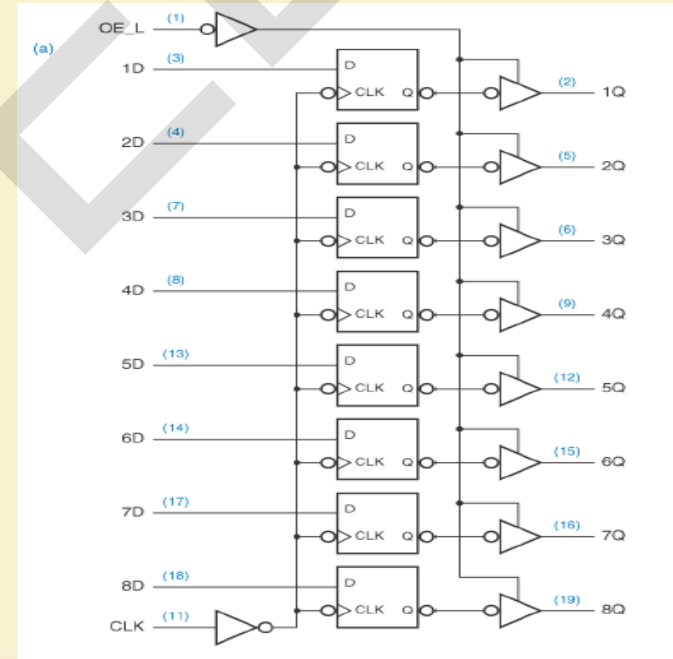 OE_L (1)
(a)
1D (3) D
CLK Q (2) 1Q
2D (4) D
CLK Q (5) 2Q
3D (7) D
CLK Q (6) 3Q
4D (8) D
CLK Q (9) 4Q
5D (13) D
CLK Q (12) 5Q
6D (14) D
CLK Q (15) 6Q
7D (17) D
CLK Q (16) 7Q
8D (18) D
CLK Q (19) 8Q
CLK (11)